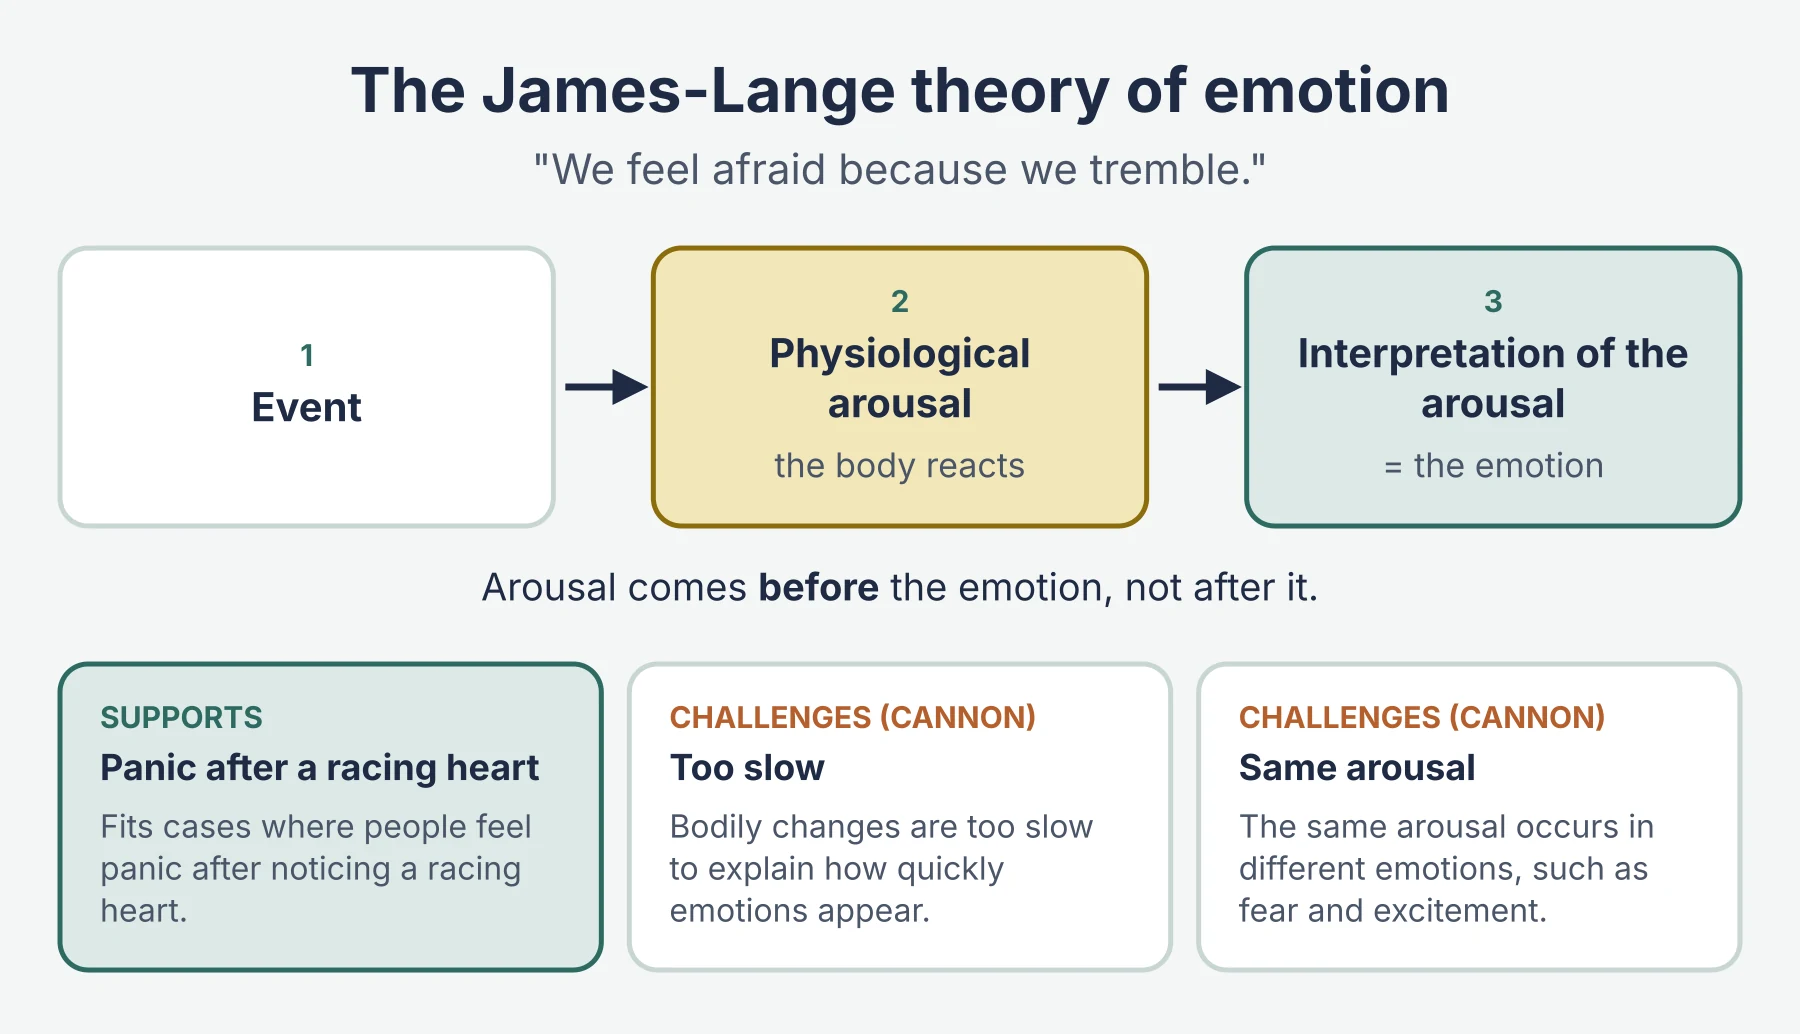 The James-Lange theory of emotion
"We feel afraid because we tremble."
1
Event
2
Physiological
arousal
the body reacts
3
Interpretation of the
arousal
= the emotion
Arousal comes before the emotion, not after it.
SUPPORTS
Panic after a racing heart
Fits cases where people feel
panic after noticing a racing
heart.
CHALLENGES (CANNON)
Too slow
Bodily changes are too slow
to explain how quickly
emotions appear.
CHALLENGES (CANNON)
Same arousal
The same arousal occurs in
different emotions, such as
fear and excitement.